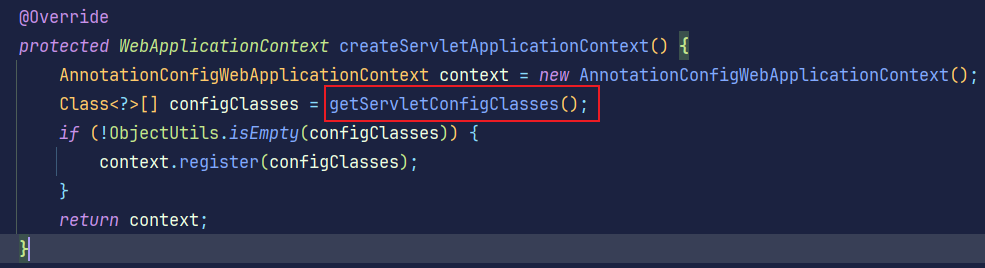 @Override
protected WebApplicationContext createServletApplicationContext() {
    AnnotationConfigWebApplicationContext context = new AnnotationConfigWebApplicationContext();
    Class<?>[] configClasses = getServletConfigClasses();
    if (!ObjectUtils.isEmpty(configClasses)) {
        context.register(configClasses);
    }
    return context;
}